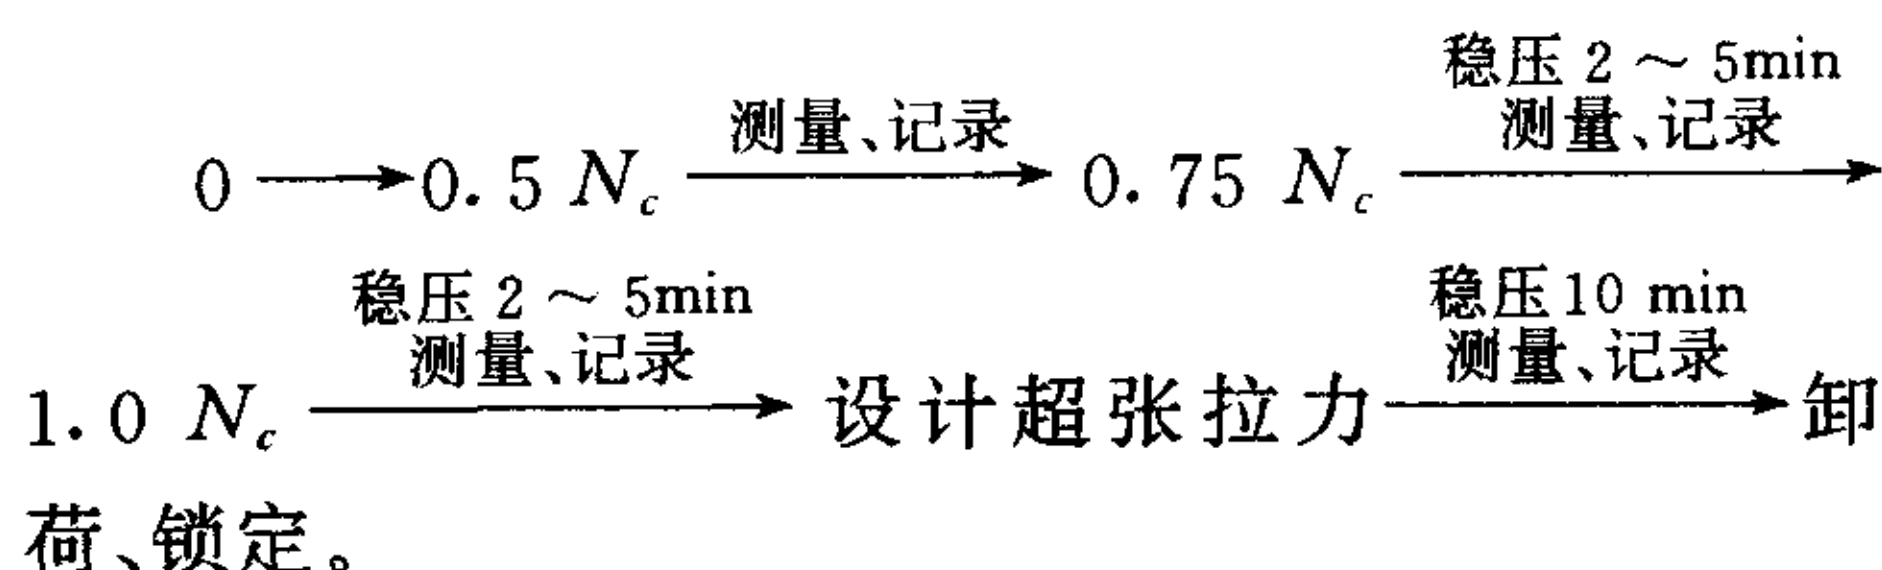 稳压 2 ~ 5min
测量、记录 测量、记录
0 → 0.5 N_c → 0.75 N_c →
稳压 2 ~ 5min 稳压10 min
测量、记录 测量、记录
1.0 N_c → 设计超张拉力 → 卸
荷、锁定。